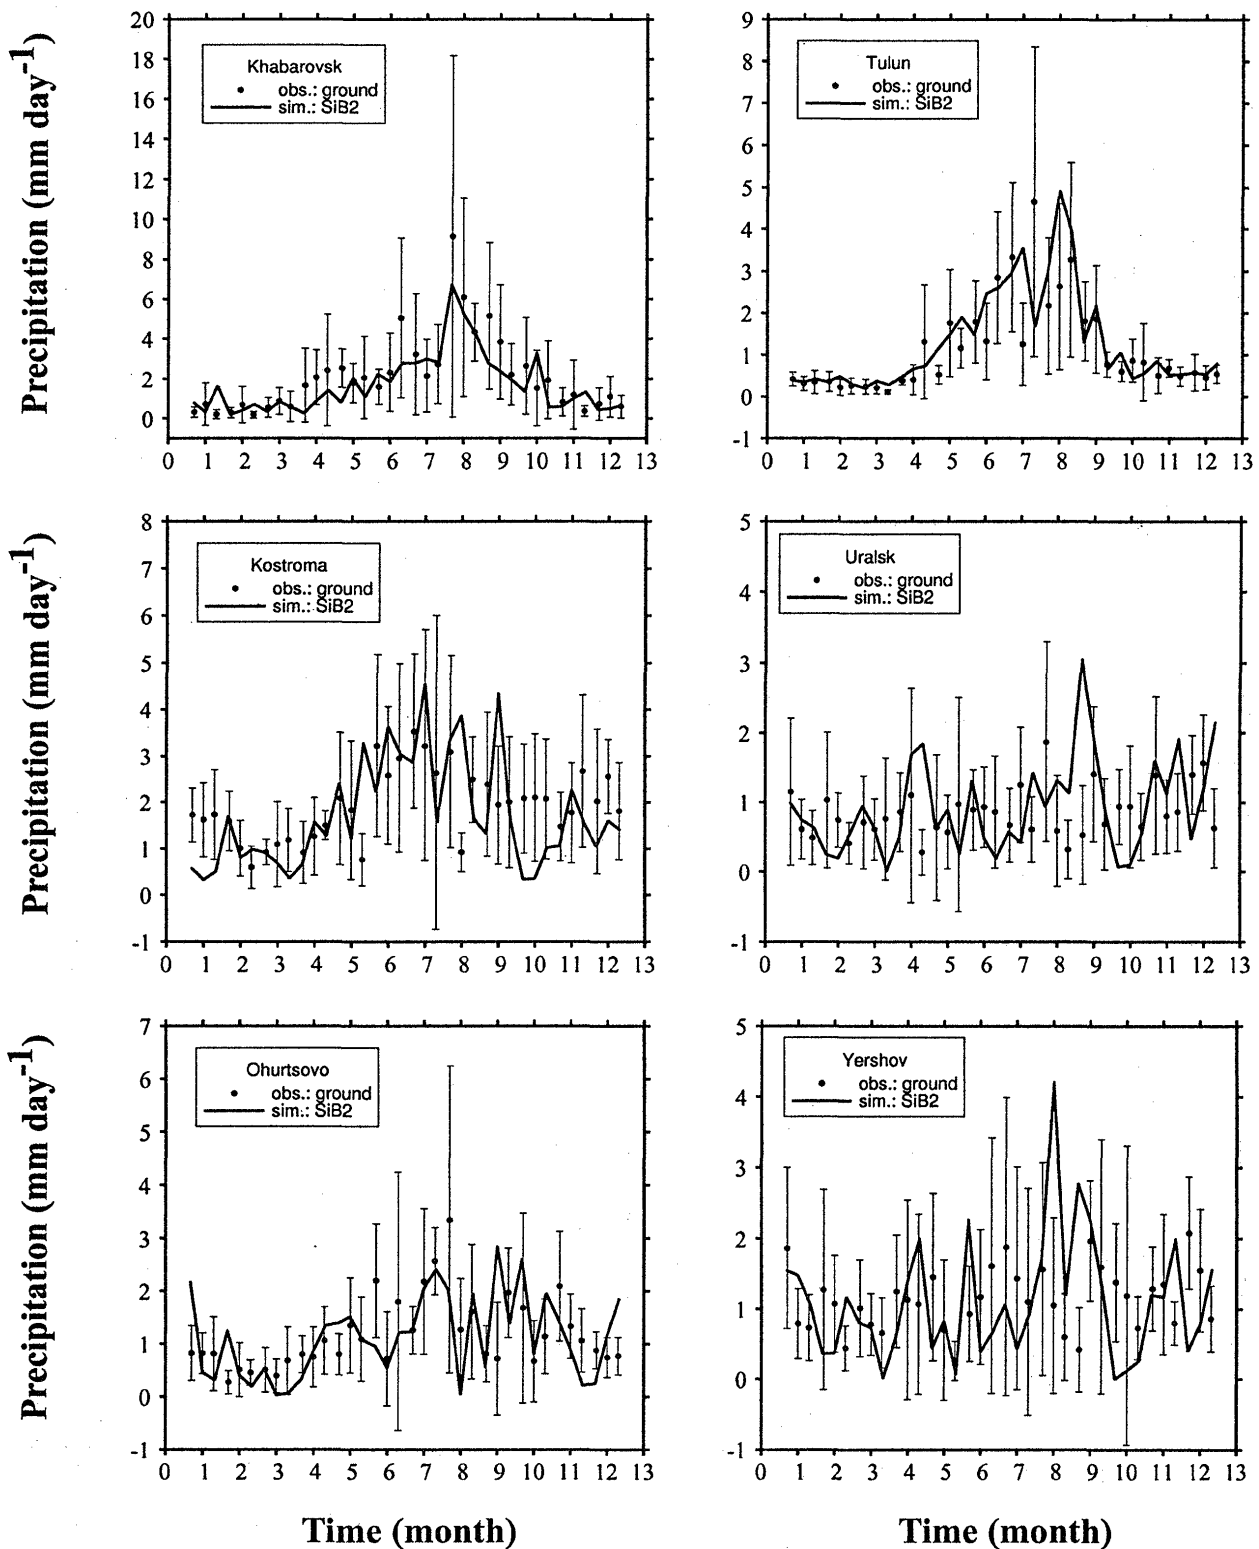 Precipitation (mm day-1)
20
18
16
14
12
10
8
6
4
2
0
Khabarovsk
obs.: ground
sim.: SiB2
0 1 2 3 4 5 6 7 8 9 10 11 12 13
9
8
7
6
5
4
3
2
1
0
-1
Tulun
obs.: ground
sim.: SiB2
0 1 2 3 4 5 6 7 8 9 10 11 12 13
Precipitation (mm day-1)
8
7
6
5
4
3
2
1
0
-1
Kostroma
obs.: ground
sim.: SiB2
0 1 2 3 4 5 6 7 8 9 10 11 12 13
5
4
3
2
1
0
-1
Uralsk
obs.: ground
sim.: SiB2
0 1 2 3 4 5 6 7 8 9 10 11 12 13
Precipitation (mm day-1)
7
6
5
4
3
2
1
0
-1
Ohurtsovo
obs.: ground
sim.: SiB2
0 1 2 3 4 5 6 7 8 9 10 11 12 13
Time (month)
5
4
3
2
1
0
-1
Yershov
obs.: ground
sim.: SiB2
0 1 2 3 4 5 6 7 8 9 10 11 12 13
Time (month)